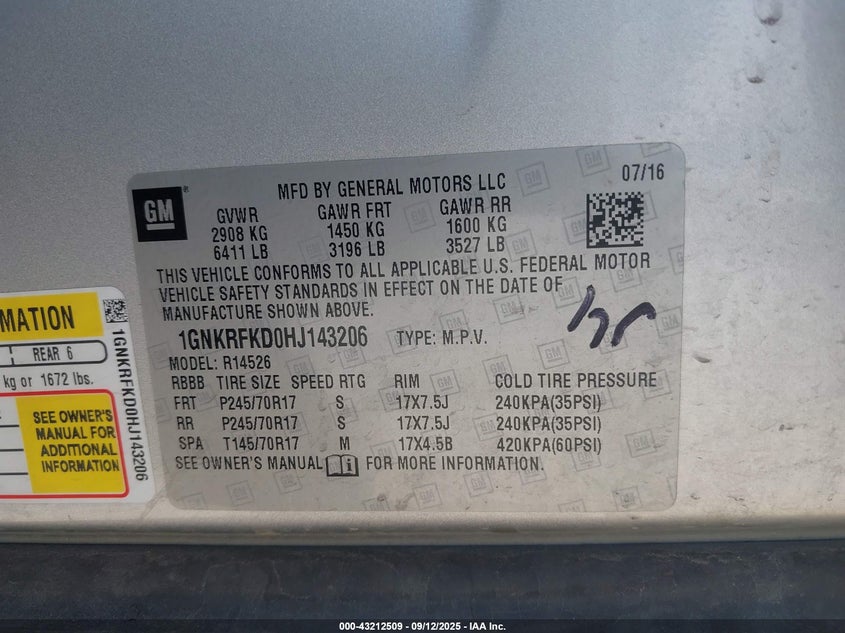 GM
®
MFD BY GENERAL MOTORS LLC
07/16
GVWR GAWR FRT GAWR RR
2908 KG 1450 KG 1600 KG
6411 LB 3196 LB 3527 LB
THIS VEHICLE CONFORMS TO ALL APPLICABLE U.S. FEDERAL MOTOR
VEHICLE SAFETY STANDARDS IN EFFECT ON THE DATE OF
MANUFACTURE SHOWN ABOVE.
1GNKRFKD0HJ143206 TYPE: M.P.V.
MODEL: R14526
RBBB TIRE SIZE SPEED RTG RIM COLD TIRE PRESSURE
FRT P245/70R17 S 17X7.5J 240KPA(35PSI)
RR P245/70R17 S 17X7.5J 240KPA(35PSI)
SPA T145/70R17 M 17X4.5B 420KPA(60PSI)
SEE OWNER'S MANUAL FOR MORE INFORMATION.
MATION
REAR 6
kg or 1672 lbs.
SEE OWNER'S
MANUAL FOR
ADDITIONAL
INFORMATION
1GNKRFKD0HJ143206
000-43212509 - 09/12/2025 - IAA Inc.